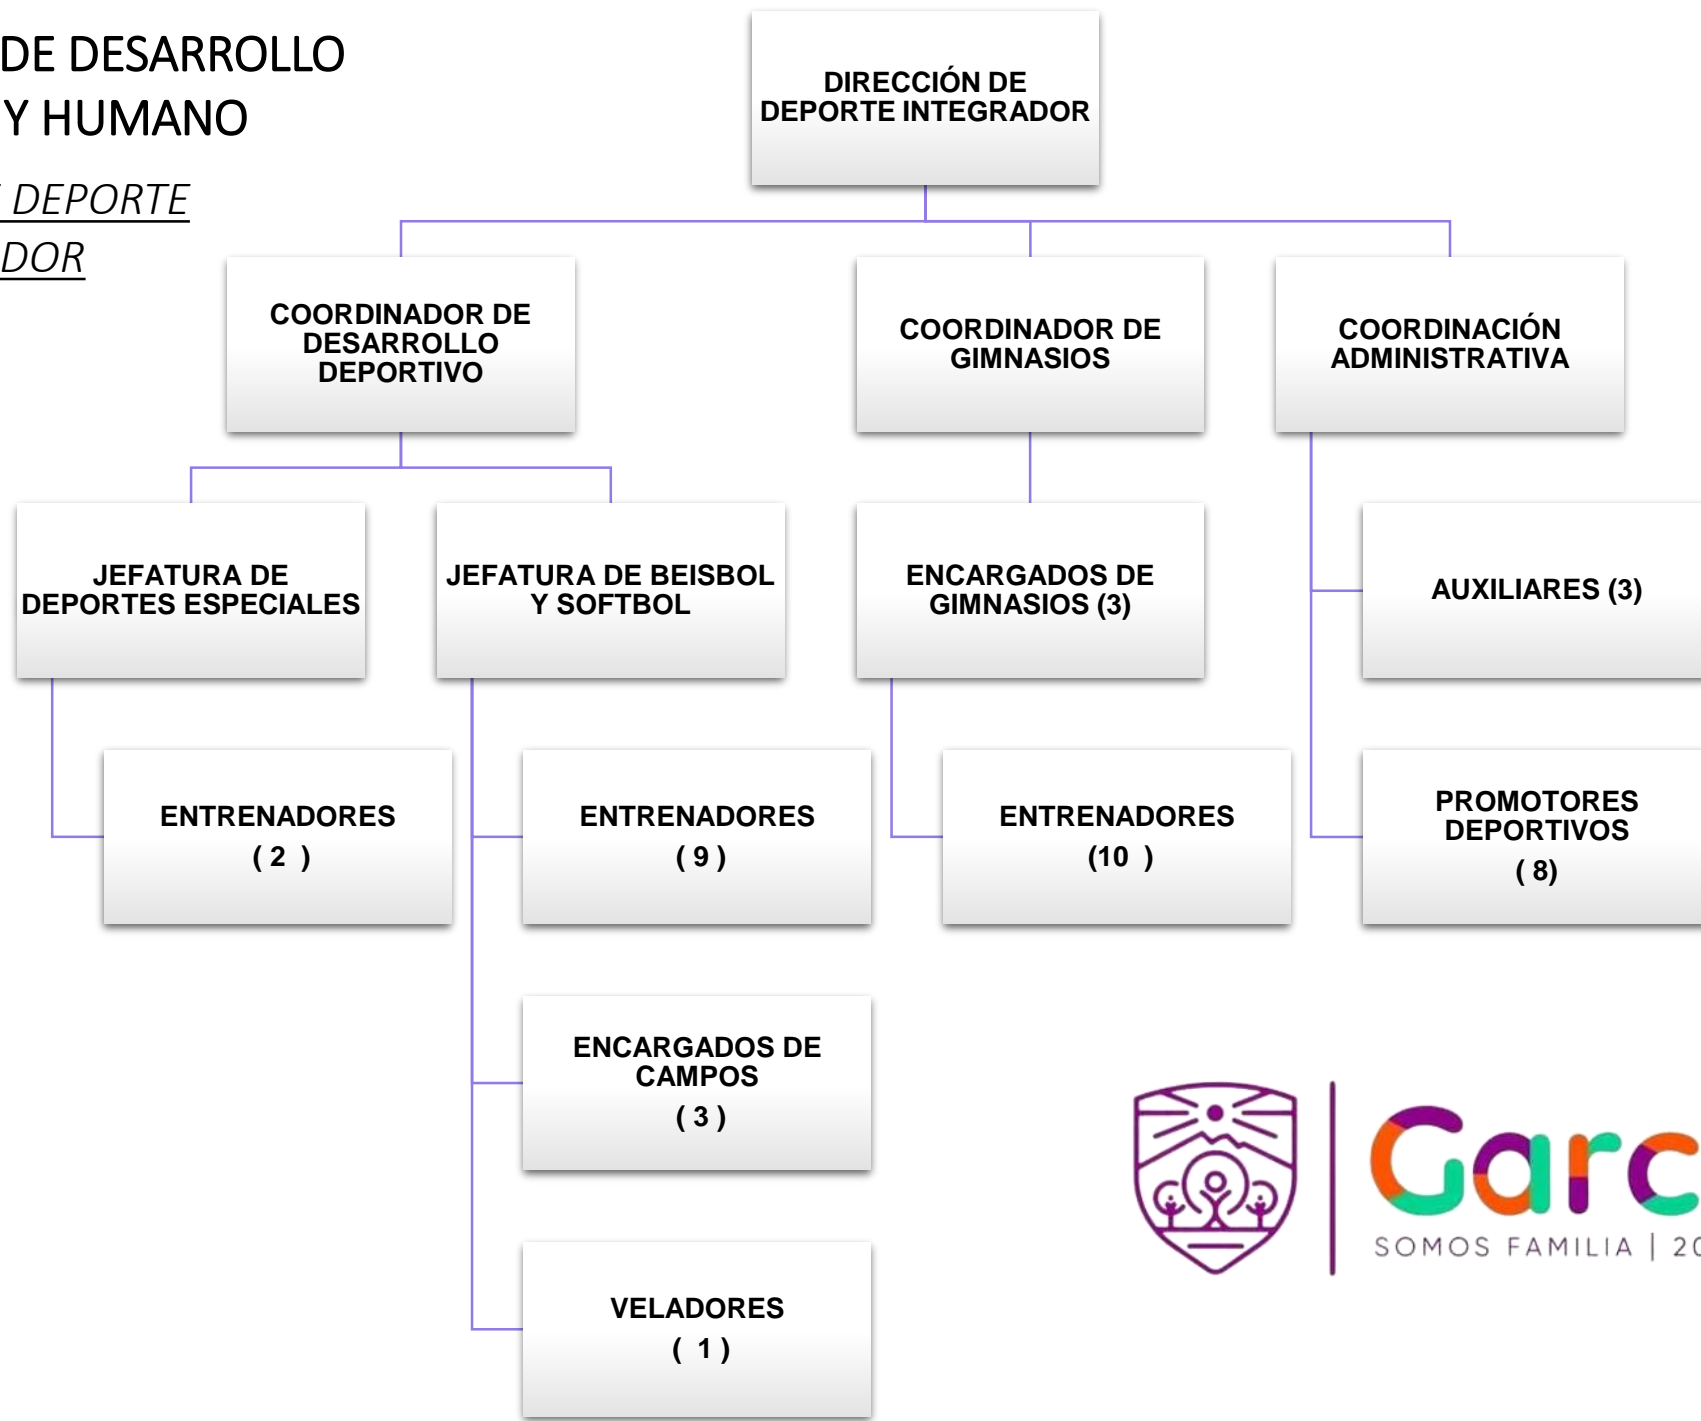 DE DESARROLLO
Y HUMANO
DEPORTE
DOR
DIRECCIÓN DE
DEPORTE INTEGRADOR
COORDINADOR DE
DESARROLLO
DEPORTIVO
COORDINADOR DE
GIMNASIOS
COORDINACIÓN
ADMINISTRATIVA
JEFATURA DE
DEPORTES ESPECIALES
JEFATURA DE BEISBOL
Y SOFTBOL
ENCARGADOS DE
GIMNASIOS (3)
AUXILIARES (3)
ENTRENADORES
( 2 )
ENTRENADORES
( 9 )
ENTRENADORES
(10 )
PROMOTORES
DEPORTIVOS
( 8)
ENCARGADOS DE
CAMPOS
( 3 )
VELADORES
( 1 )
Garc
SOMOS FAMILIA | 20